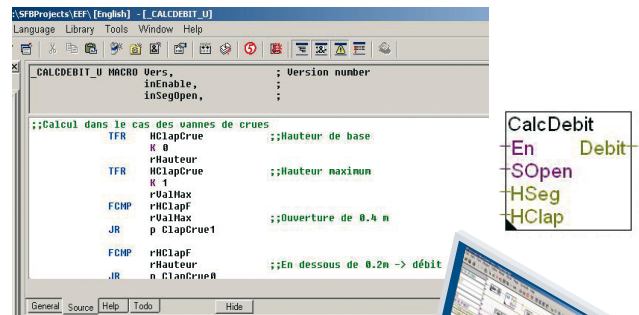 :\SFBProjects\EEF\ [English] - [_CALCDEBIT_U]
Language Library Tools Window Help
_CALCDEBIT_U MACRO Vers, ; Version number
inEnable, ;
inSegOpen, ;
;;Calcul dans le cas des vannes de crues
TFR HClapCrue ;;Hauteur de base
K 0
rHauteur
TFR HClapCrue ;;Hauteur maximum
K 1
rValMax
FCMP rHClapF
rValMax ;;Ouverture de 0.4 m
JR p ClapCrue1
FCMP rHClapF
rHauteur ;;En dessous de 0.2m -> débit
JR n ClapCrue0
General Source Help Todo Hide
CalcDebit
En Debit
SOpen
HSeg
HClap